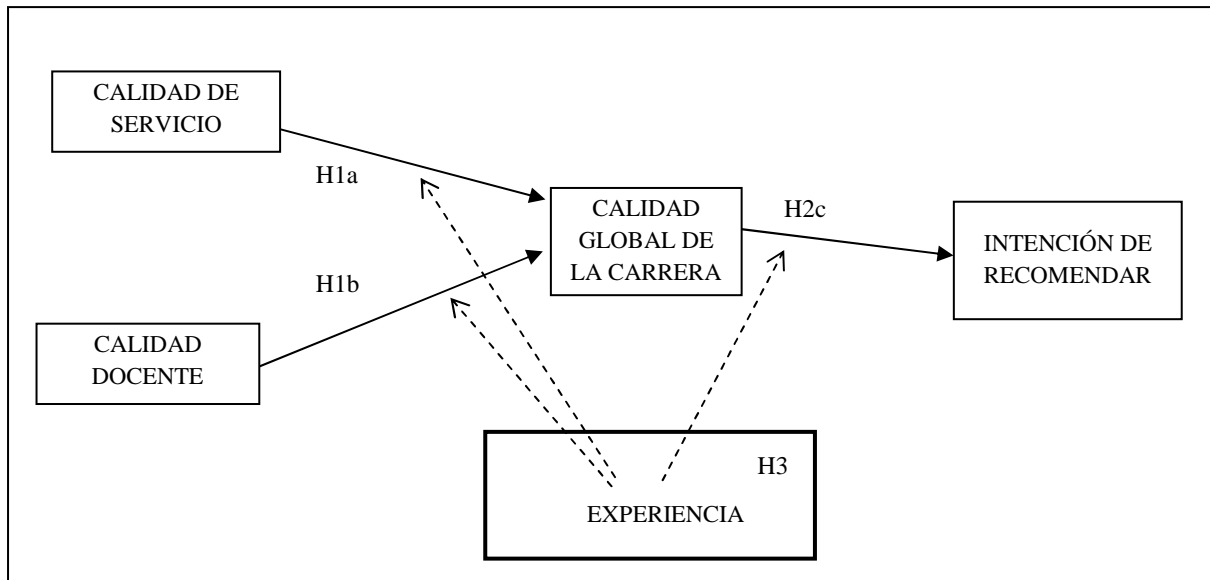 CALIDAD DE
SERVICIO
H1a
CALIDAD
GLOBAL DE
LA CARRERA
H2c
INTENCIÓN DE
RECOMENDAR
H1b
CALIDAD
DOCENTE
H3
EXPERIENCIA